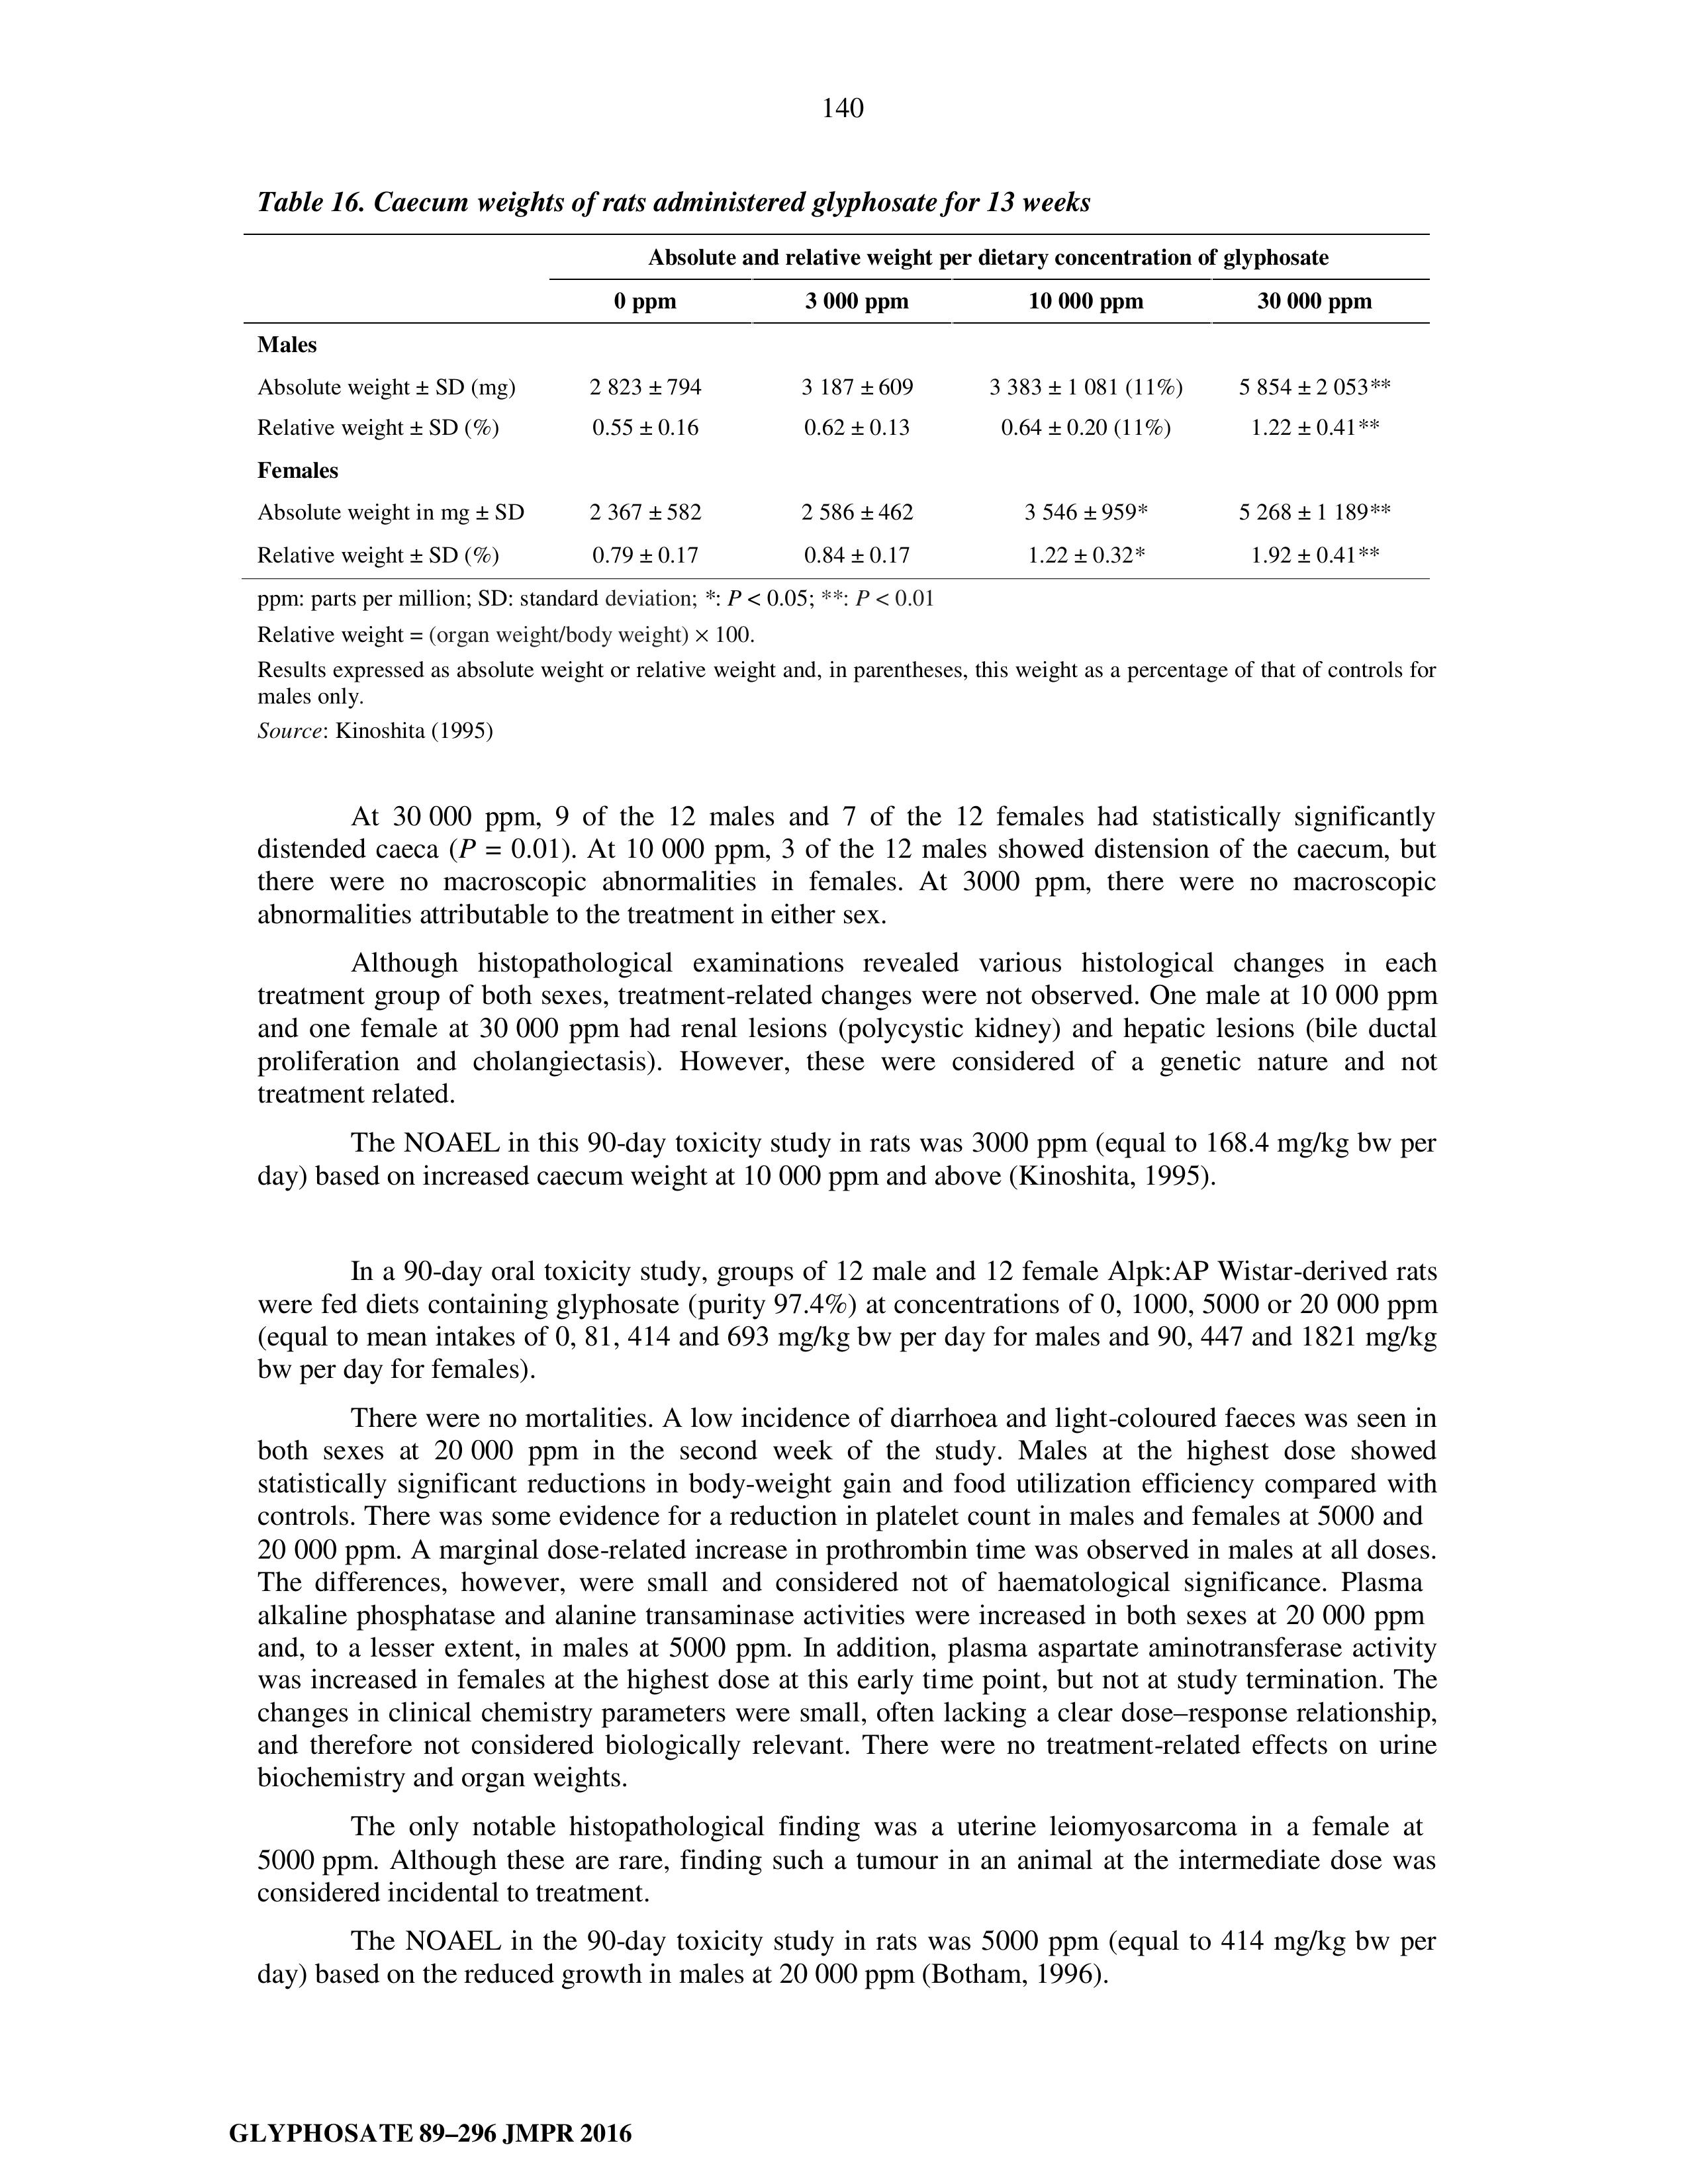 140
Table 16. Caecum weights of rats administered glyphosate for 13 weeks
Absolute and relative weight per dietary concentration of glyphosate
0 ppm 3 000 ppm 10 000 ppm 30 000 ppm
Males
Absolute weight ± SD (mg) 2 823 ± 794 3 187 ± 609 3 383 ± 1 081 (11%) 5 854 ± 2 053**
Relative weight ± SD (%) 0.55 ± 0.16 0.62 ± 0.13 0.64 ± 0.20 (11%) 1.22 ± 0.41**
Females
Absolute weight in mg ± SD 2 367 ± 582 2 586 ± 462 3 546 ± 959* 5 268 ± 1 189**
Relative weight ± SD (%) 0.79 ± 0.17 0.84 ± 0.17 1.22 ± 0.32* 1.92 ± 0.41**
ppm: parts per million; SD: standard deviation; *: P < 0.05; **: P < 0.01
Relative weight = (organ weight/body weight) × 100.
Results expressed as absolute weight or relative weight and, in parentheses, this weight as a percentage of that of controls for
males only.
Source: Kinoshita (1995)
At 30 000 ppm, 9 of the 12 males and 7 of the 12 females had statistically significantly
distended caeca (P = 0.01). At 10 000 ppm, 3 of the 12 males showed distension of the caecum, but
there were no macroscopic abnormalities in females. At 3000 ppm, there were no macroscopic
abnormalities attributable to the treatment in either sex.
Although histopathological examinations revealed various histological changes in each
treatment group of both sexes, treatment-related changes were not observed. One male at 10 000 ppm
and one female at 30 000 ppm had renal lesions (polycystic kidney) and hepatic lesions (bile ductal
proliferation and cholangiectasis). However, these were considered of a genetic nature and not
treatment related.
The NOAEL in this 90-day toxicity study in rats was 3000 ppm (equal to 168.4 mg/kg bw per
day) based on increased caecum weight at 10 000 ppm and above (Kinoshita, 1995).
In a 90-day oral toxicity study, groups of 12 male and 12 female Alpk:AP Wistar-derived rats
were fed diets containing glyphosate (purity 97.4%) at concentrations of 0, 1000, 5000 or 20 000 ppm
(equal to mean intakes of 0, 81, 414 and 693 mg/kg bw per day for males and 90, 447 and 1821 mg/kg
bw per day for females).
There were no mortalities. A low incidence of diarrhoea and light-coloured faeces was seen in
both sexes at 20 000 ppm in the second week of the study. Males at the highest dose showed
statistically significant reductions in body-weight gain and food utilization efficiency compared with
controls. There was some evidence for a reduction in platelet count in males and females at 5000 and
20 000 ppm. A marginal dose-related increase in prothrombin time was observed in males at all doses.
The differences, however, were small and considered not of haematological significance. Plasma
alkaline phosphatase and alanine transaminase activities were increased in both sexes at 20 000 ppm
and, to a lesser extent, in males at 5000 ppm. In addition, plasma aspartate aminotransferase activity
was increased in females at the highest dose at this early time point, but not at study termination. The
changes in clinical chemistry parameters were small, often lacking a clear dose–response relationship,
and therefore not considered biologically relevant. There were no treatment-related effects on urine
biochemistry and organ weights.
The only notable histopathological finding was a uterine leiomyosarcoma in a female at
5000 ppm. Although these are rare, finding such a tumour in an animal at the intermediate dose was
considered incidental to treatment.
The NOAEL in the 90-day toxicity study in rats was 5000 ppm (equal to 414 mg/kg bw per
day) based on the reduced growth in males at 20 000 ppm (Botham, 1996).
GLYPHOSATE 89–296 JMPR 2016